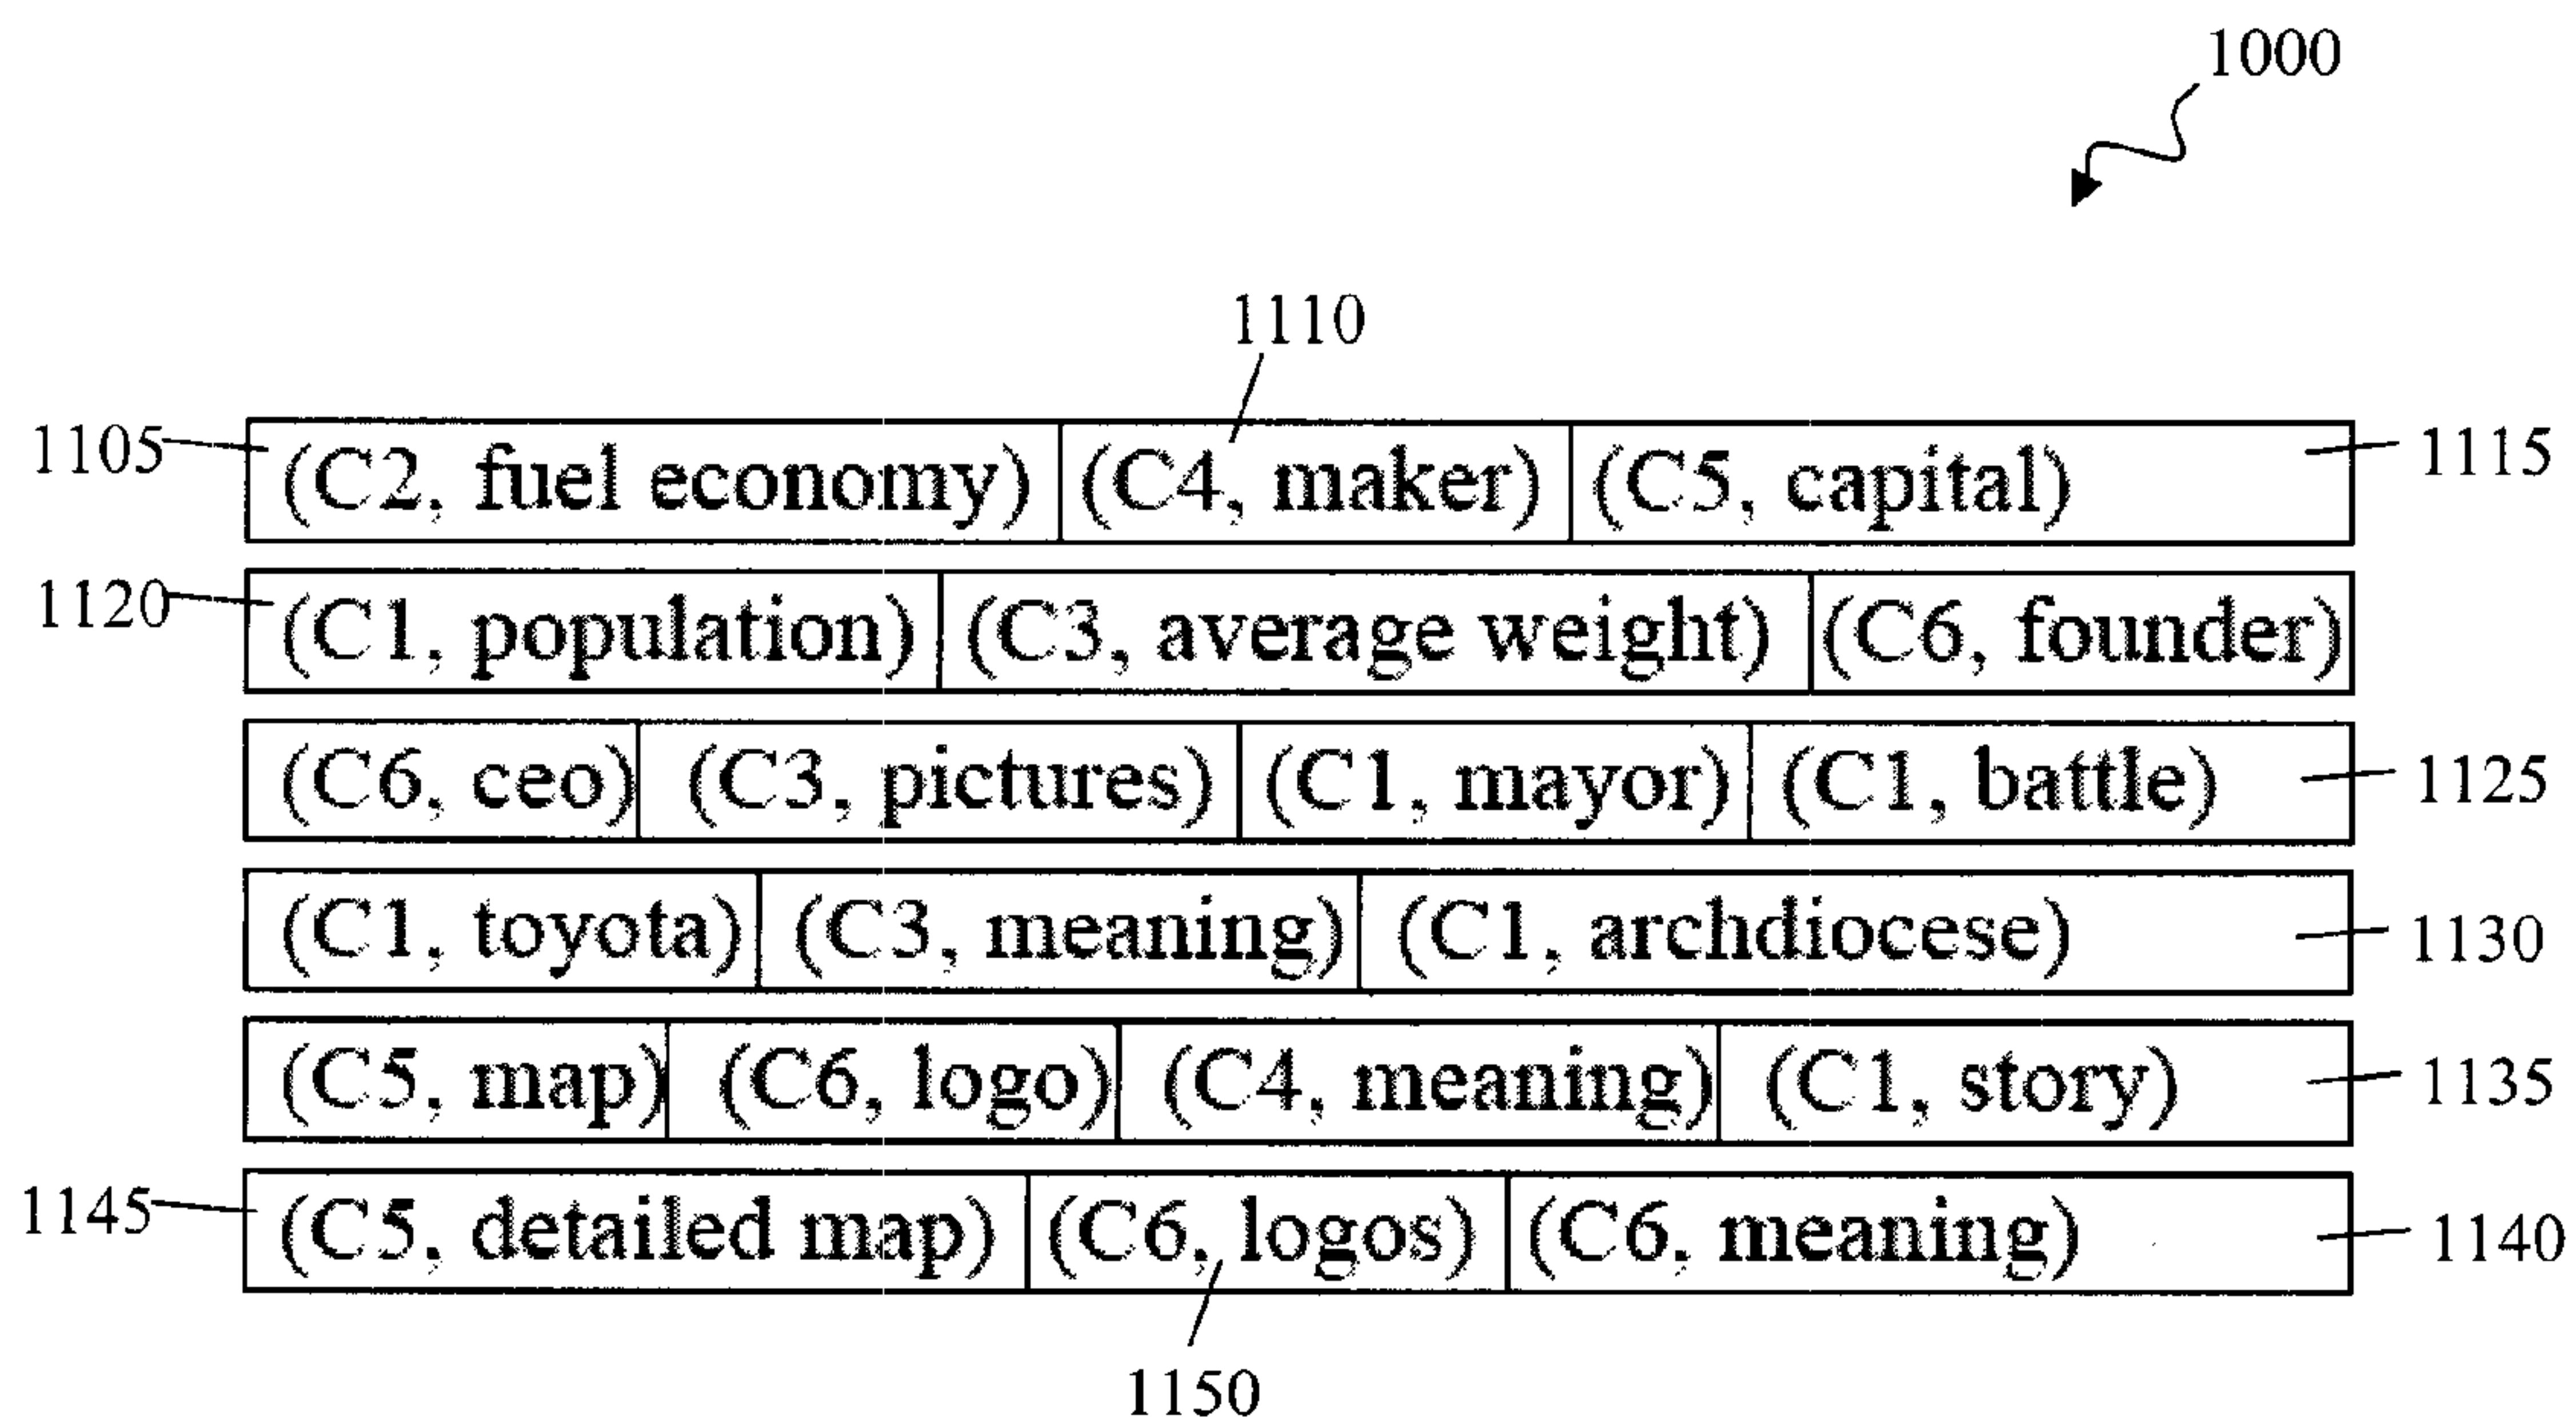 1000
1110
1105 (C2, fuel economy) (C4, maker) (C5, capital) 1115
1120 (C1, population) (C3, average weight) (C6, founder)
(C6, ceo) (C3, pictures) (C1, mayor) (C1, battle) 1125
(C1, toyota) (C3, meaning) (C1, archdiocese) 1130
(C5, map) (C6, logo) (C4, meaning) (C1, story) 1135
1145 (C5, detailed map) (C6, logos) (C6, meaning) 1140
1150